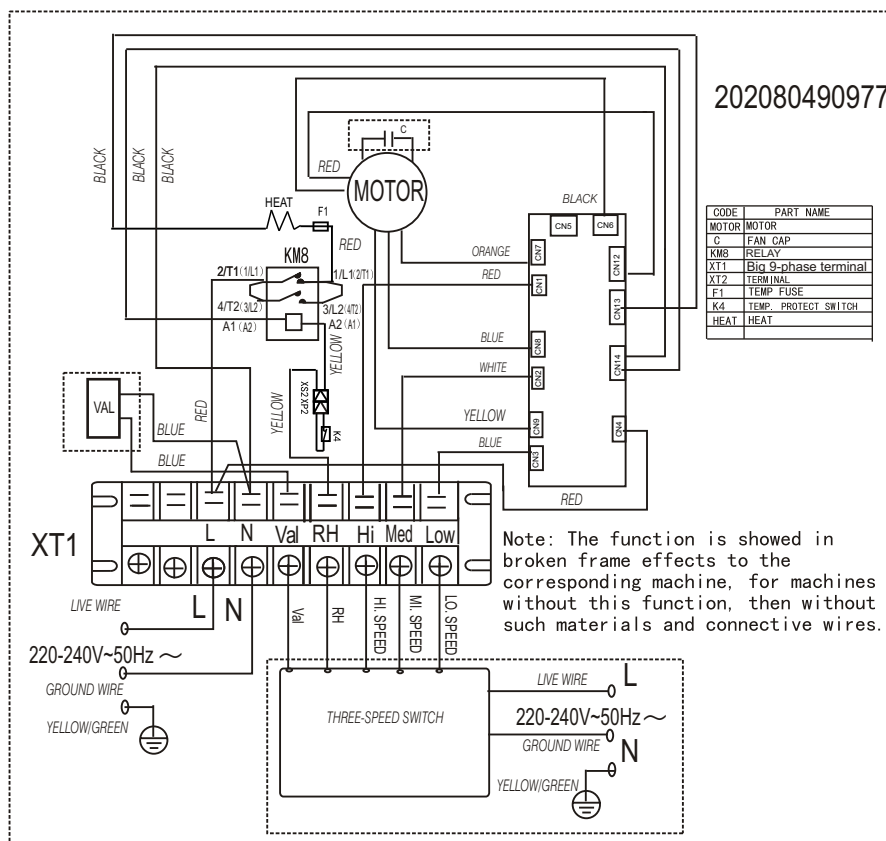 202080490977
BLACK
BLACK
BLACK
C
RED
MOTOR
BLACK
HEAT
F1
RED
KM8
2/T1(1/L1)
1/L1(2/T1)
4/T2(3/L2)
3/L2(4/T2)
A1(A2)
A2(A1)
CN5
CN6
CN7
CN12
CN1
CN13
CN8
CN14
CN2
CN9
CN4
CN3
ORANGE
RED
BLUE
WHITE
YELLOW
BLUE
RED
CODE PART NAME
MOTOR MOTOR
C FAN CAP
KM8 RELAY
XT1 Big 9-phase terminal
XT2 TERMINAL
F1 TEMP FUSE
K4 TEMP. PROTECT SWITCH
HEAT HEAT
YELLOW
YELLOW
XS2 XP2
K4
VAL
RED
BLUE
BLUE
XT1
L N Val RH Hi Med Low
Note: The function is showed in
broken frame effects to the
corresponding machine, for machines
without this function, then without
such materials and connective wires.
LIVE WIRE
L N
220-240V~50Hz ~
GROUND WIRE
YELLOW/GREEN
Val
RH
HI. SPEED
MI. SPEED
LO. SPEED
THREE-SPEED SWITCH
LIVE WIRE
L
220-240V~50Hz ~
GROUND WIRE
N
YELLOW/GREEN